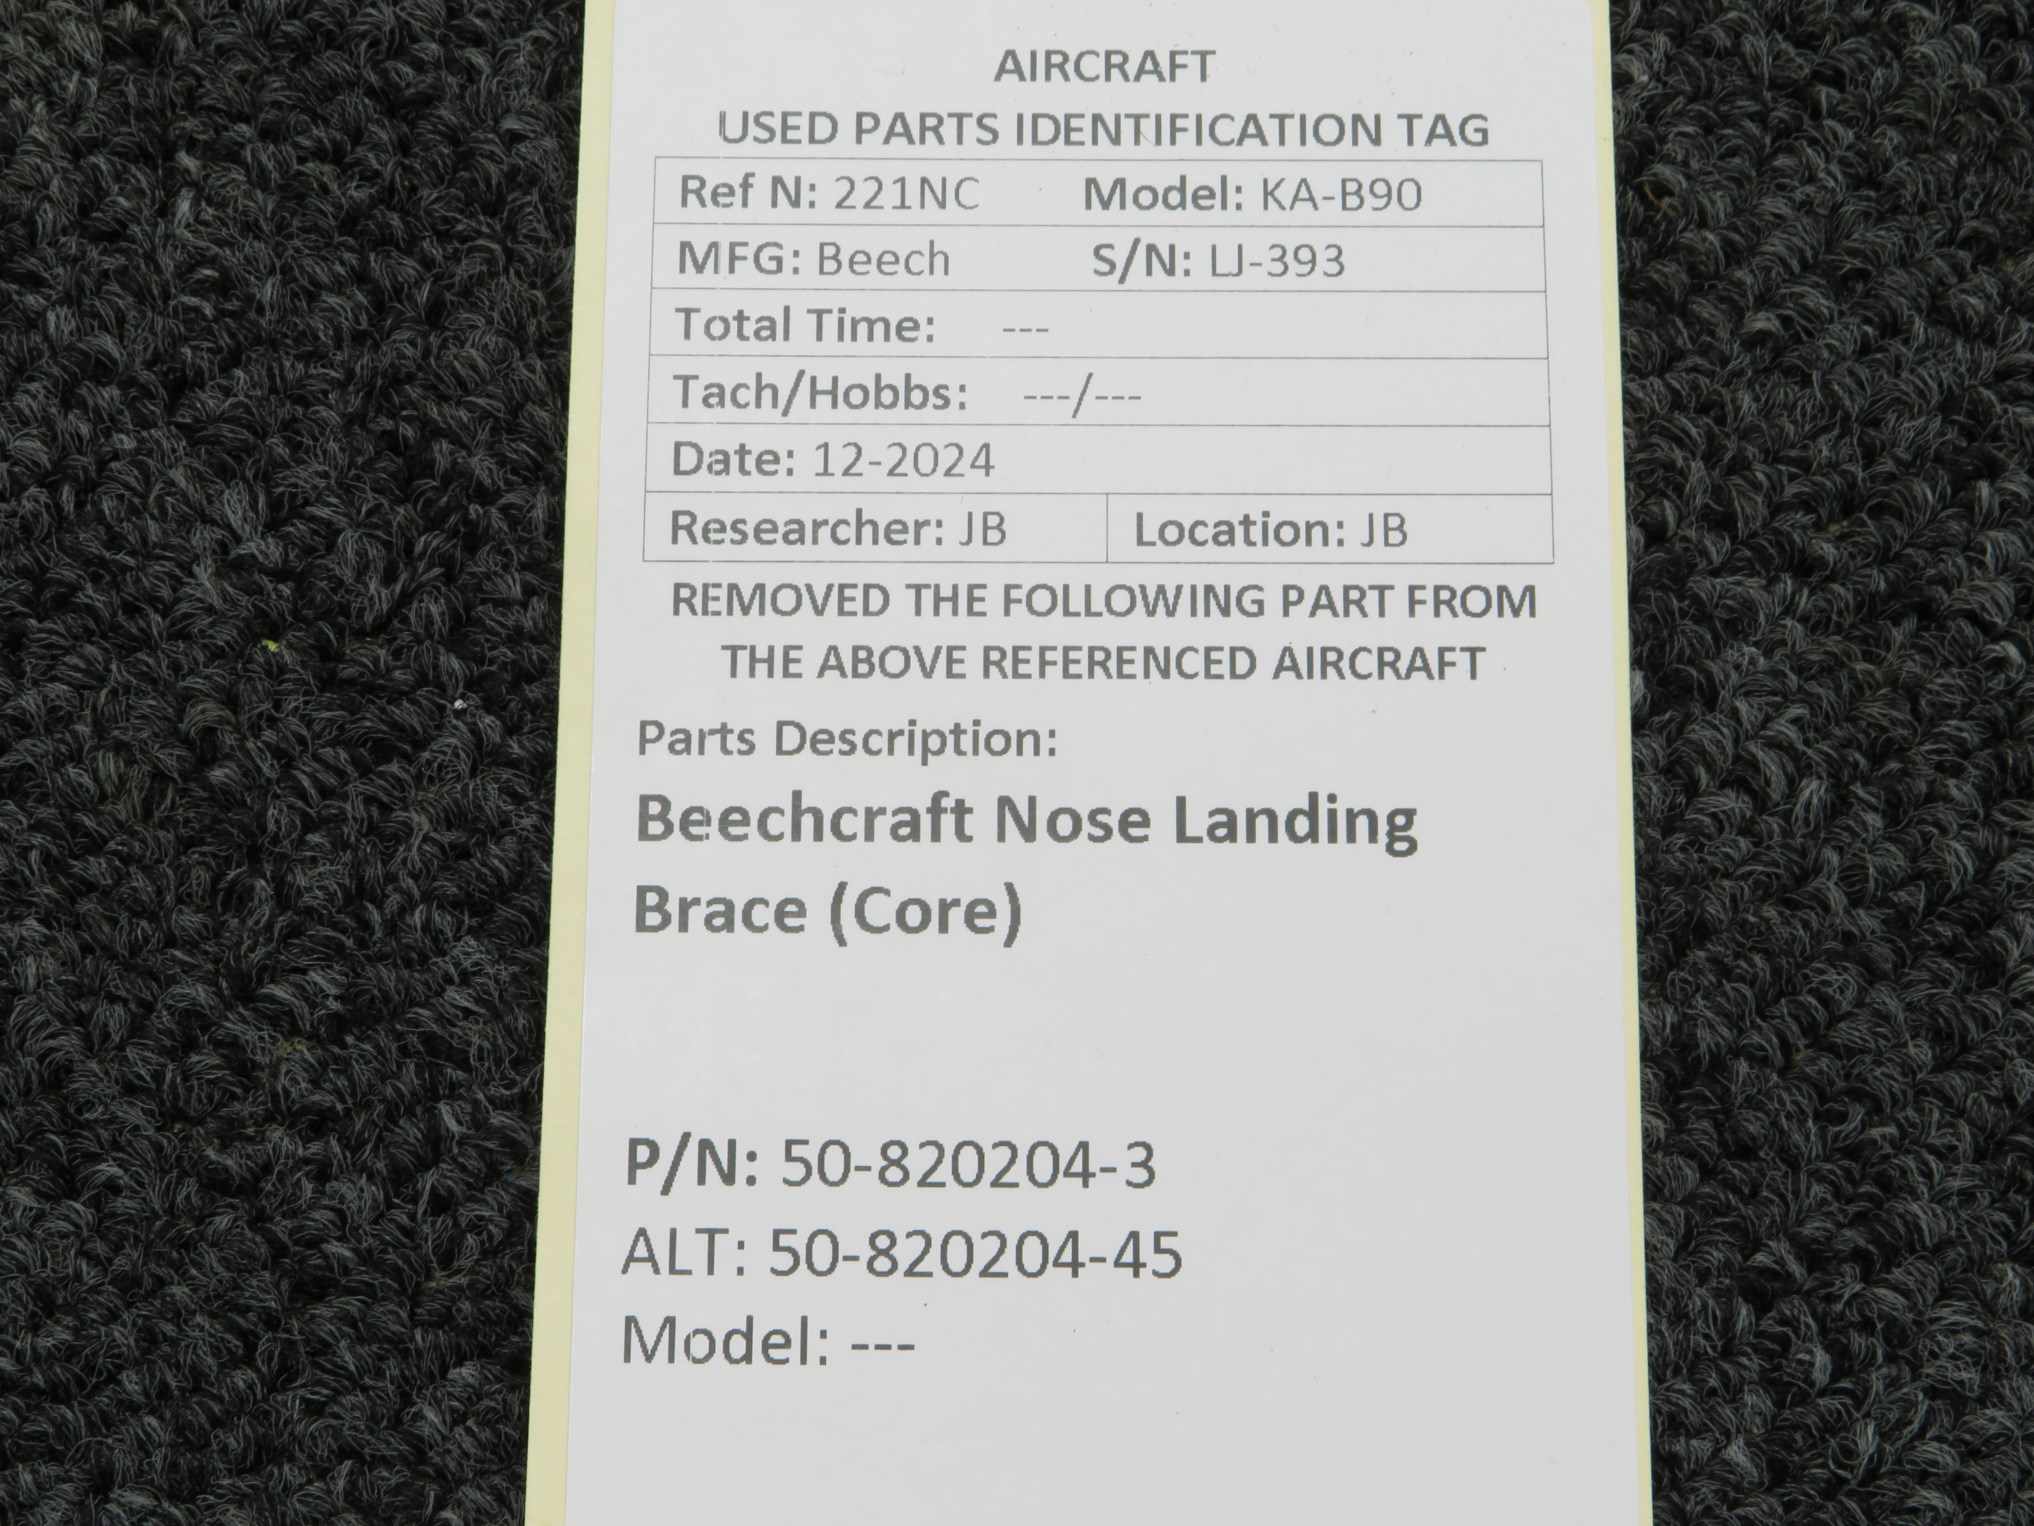 AIRCRAFT
USED PARTS IDENTIFICATION TAG
Ref N: 221NC Model: KA-B90
MFG: Beech S/N: LJ-393
Total Time: ---
Tach/Hobbs: ---/---
Date: 12-2024
Researcher: JB Location: JB
REMOVED THE FOLLOWING PART FROM
THE ABOVE REFERENCED AIRCRAFT
Parts Description:
Beechcraft Nose Landing
Brace (Core)
P/N: 50-820204-3
ALT: 50-820204-45
Model: ---